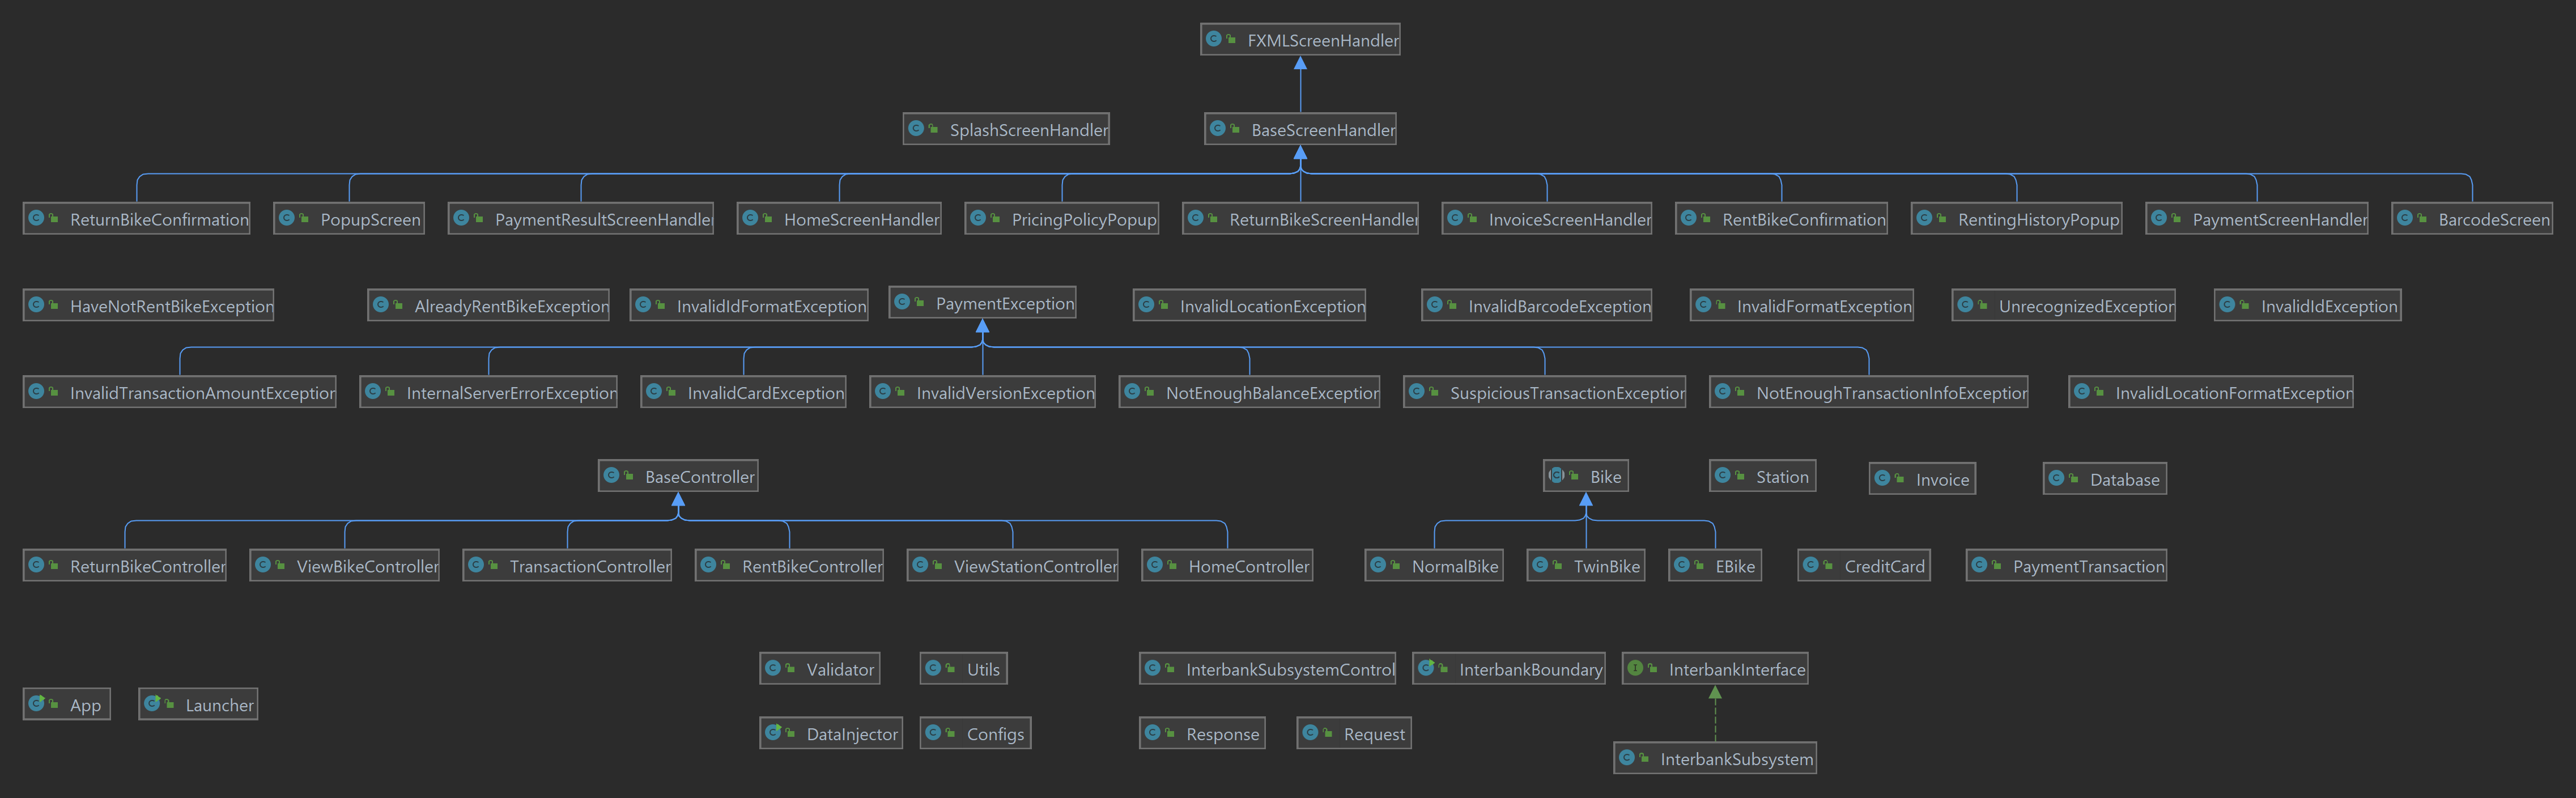 FXMLScreenHandler
SplashScreenHandler
BaseScreenHandler
ReturnBikeConfirmation
PopupScreen
PaymentResultScreenHandler
HomeScreenHandler
PricingPolicyPopup
ReturnBikeScreenHandler
InvoiceScreenHandler
RentBikeConfirmation
RentingHistoryPopup
PaymentScreenHandler
BarcodeScreen
HaveNotRentBikeException
AlreadyRentBikeException
InvalidIdFormatException
PaymentException
InvalidLocationException
InvalidBarcodeException
InvalidFormatException
UnrecognizedException
InvalidIdException
InvalidTransactionAmountException
InternalServerErrorException
InvalidCardException
InvalidVersionException
NotEnoughBalanceException
SuspiciousTransactionException
NotEnoughTransactionInfoException
InvalidLocationFormatException
BaseController
Bike
Station
Invoice
Database
ReturnBikeController
ViewBikeController
TransactionController
RentBikeController
ViewStationController
HomeController
NormalBike
TwinBike
EBike
CreditCard
PaymentTransaction
Validator
Utils
InterbankSubsystemControl
InterbankBoundary
InterbankInterface
App
Launcher
DataInjector
Configs
Response
Request
InterbankSubsystem